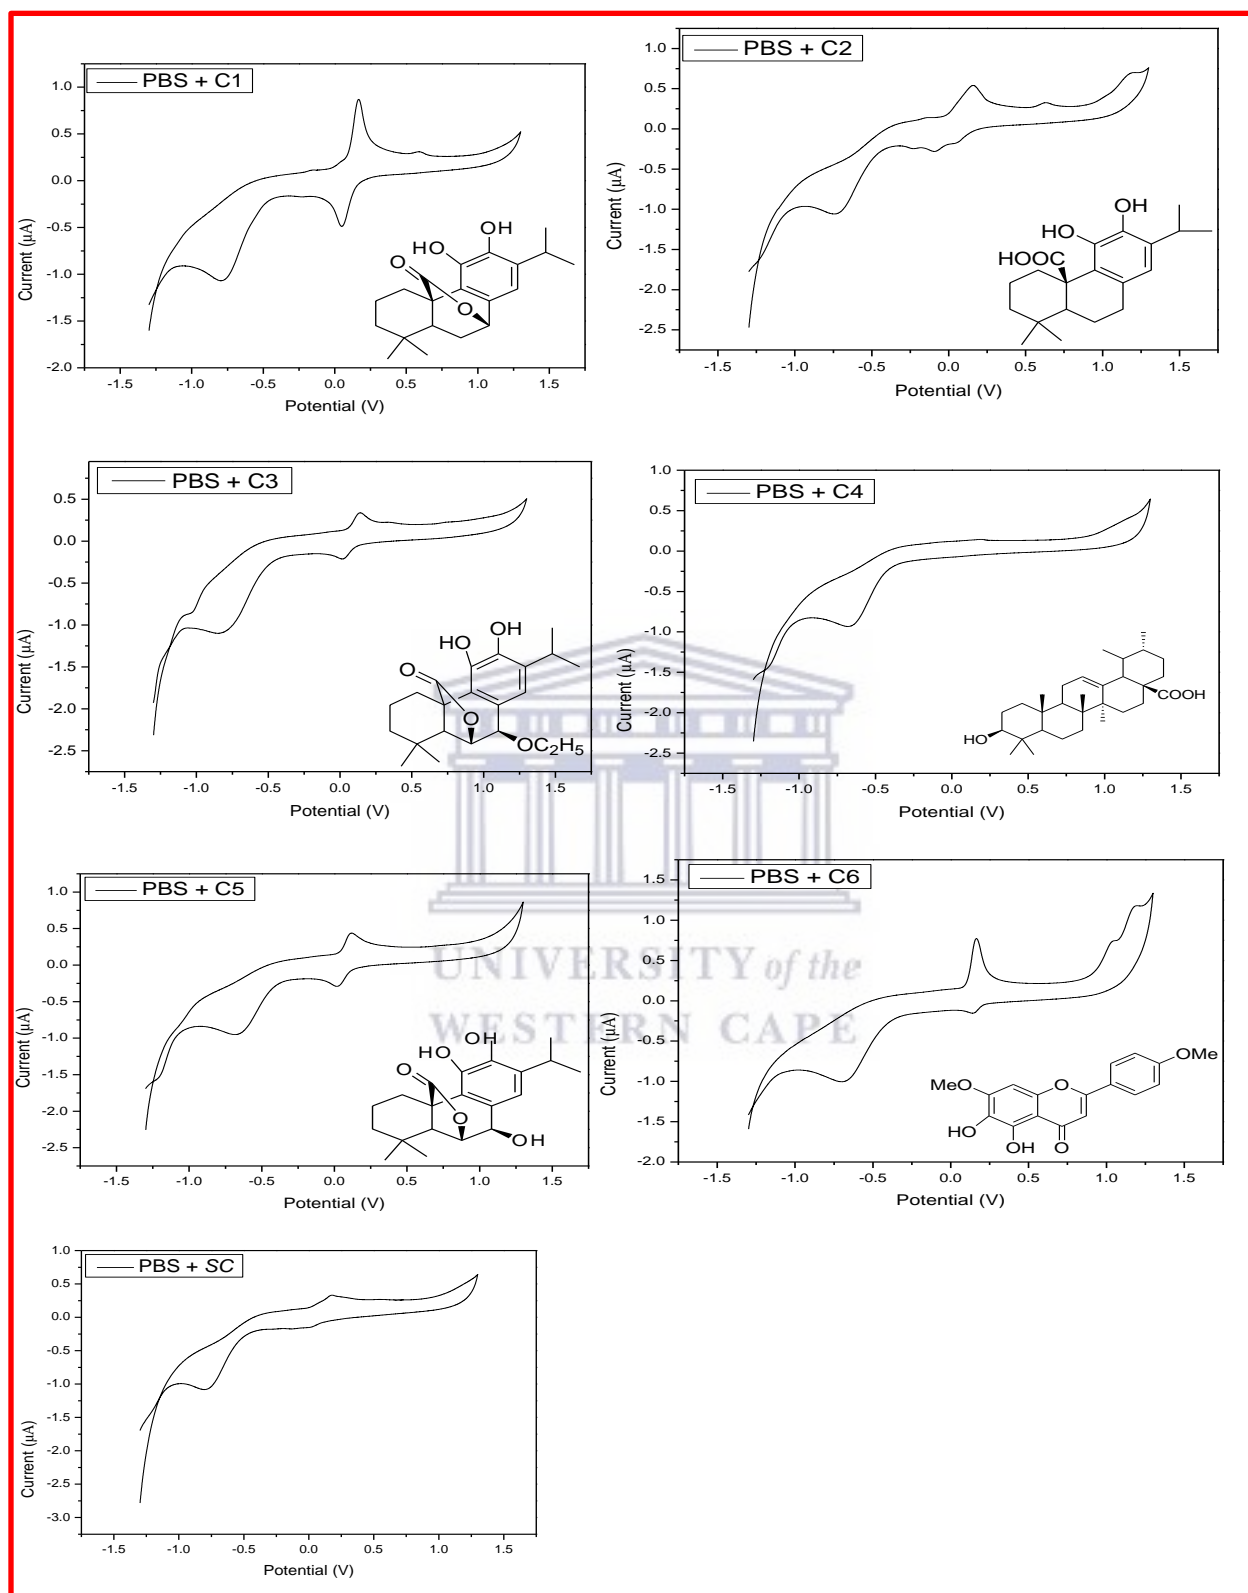 PBS + C1
1.0
0.5
0.0
-0.5
-1.0
-1.5
-2.0
Current (µA)
-1.5 -1.0 -0.5 0.0 0.5 1.0 1.5
Potential (V)
OH
HO
O
O
PBS + C2
1.0
0.5
0.0
-0.5
-1.0
-1.5
-2.0
-2.5
Current (µA)
-1.5 -1.0 -0.5 0.0 0.5 1.0 1.5
Potential (V)
OH
HO
HOOC
PBS + C3
0.5
0.0
-0.5
-1.0
-1.5
-2.0
-2.5
Current (µA)
-1.5 -1.0 -0.5 0.0 0.5 1.0 1.5
Potential (V)
OH
HO
O
O
OC2H5
PBS + C4
1.0
0.5
0.0
-0.5
-1.0
-1.5
-2.0
-2.5
Current (µA)
-1.5 -1.0 -0.5 0.0 0.5 1.0 1.5
Potential (V)
COOH
HO
PBS + C5
1.0
0.5
0.0
-0.5
-1.0
-1.5
-2.0
-2.5
Current (µA)
-1.5 -1.0 -0.5 0.0 0.5 1.0 1.5
Potential (V)
OH
HO
O
O
OH
PBS + C6
1.5
1.0
0.5
0.0
-0.5
-1.0
-1.5
-2.0
Current (µA)
-1.5 -1.0 -0.5 0.0 0.5 1.0 1.5
Potential (V)
OMe
MeO
O
HO
OH
O
UNIVERSITY of the
WESTERN CAPE
PBS + SC
1.0
0.5
0.0
-0.5
-1.0
-1.5
-2.0
-2.5
-3.0
Current (µA)
-1.5 -1.0 -0.5 0.0 0.5 1.0 1.5
Potential (V)